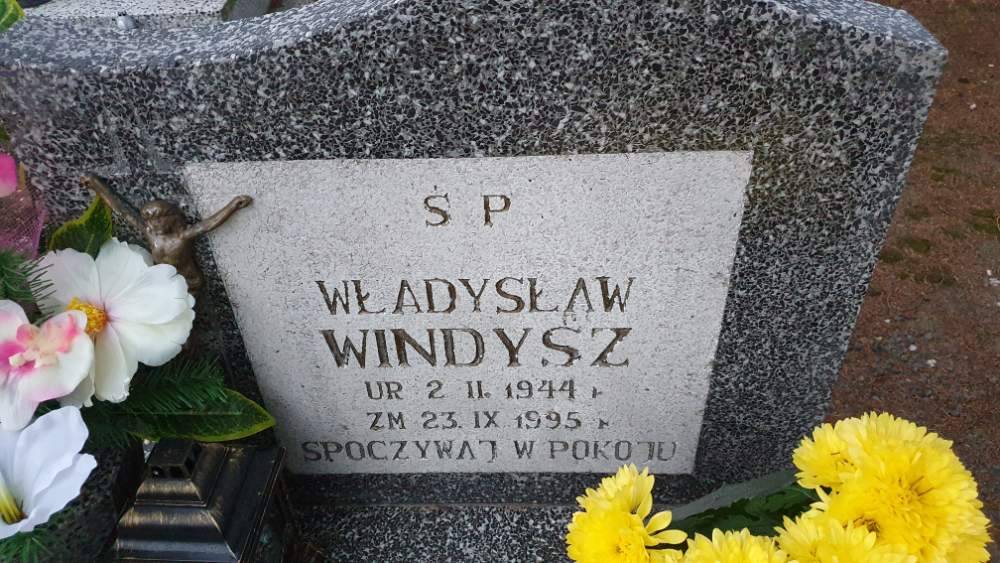 Ś P
WŁADYSŁAW
WINDYSZ
UR 2 II. 1944 r
ZM 23. IX 1995 r
SPOCZYWAJ W POKOJU